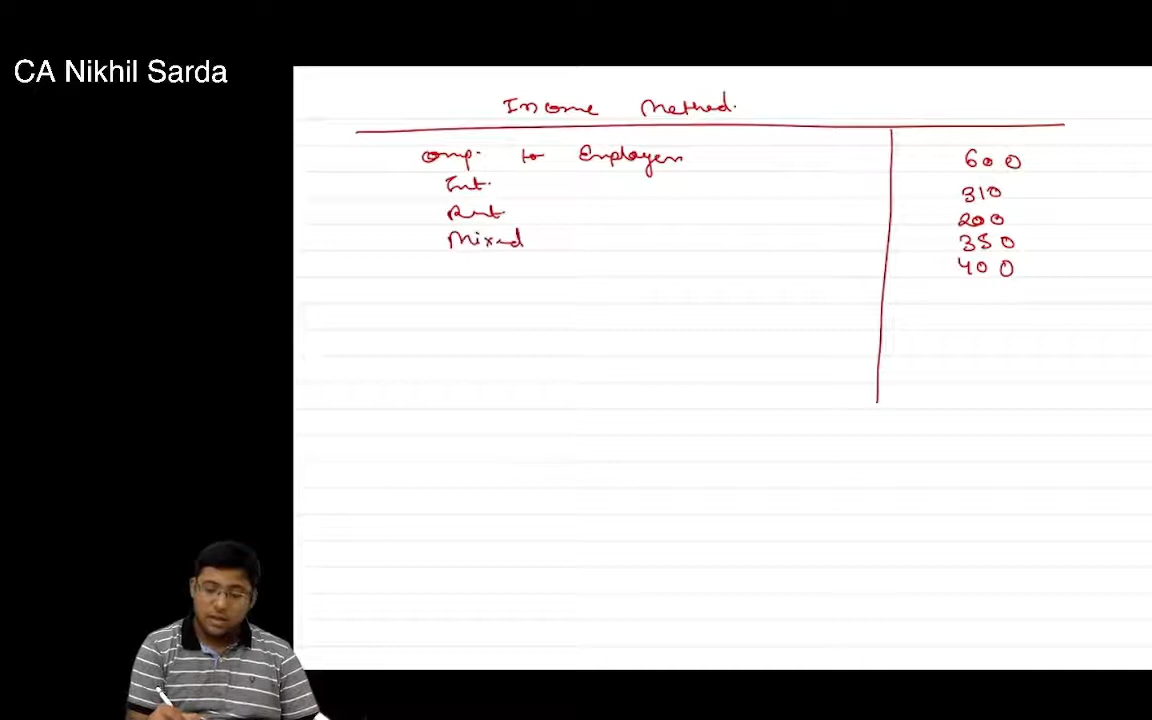 CA Nikhil Sarda
Income Method.
Comp. to Employees 600
Int. 310
Rent 200
Mixed 350
400